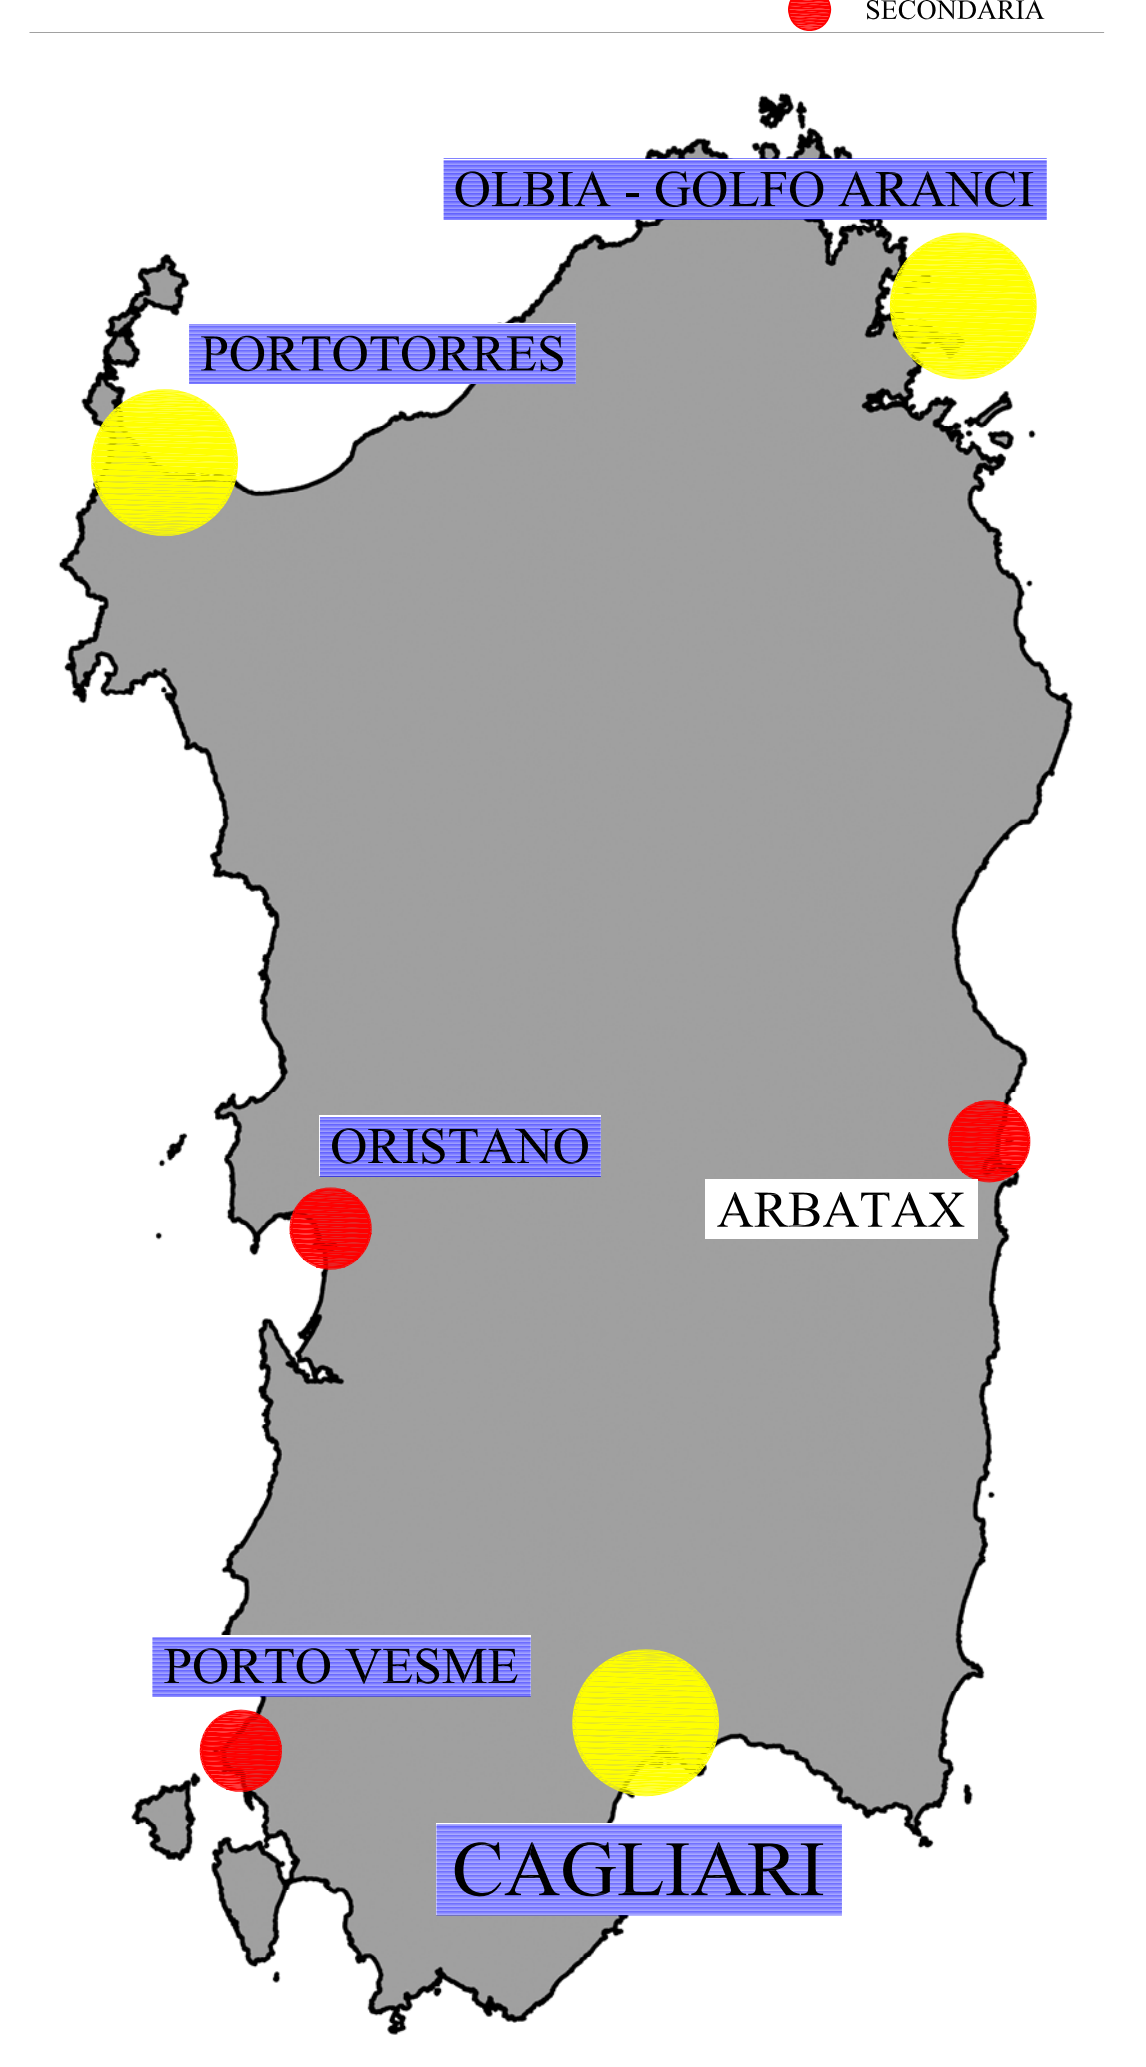 SECONDARIA
OLBIA - GOLFO ARANCI
PORTOTORRES
ORISTANO
ARBATAX
PORTO VESME
CAGLIARI